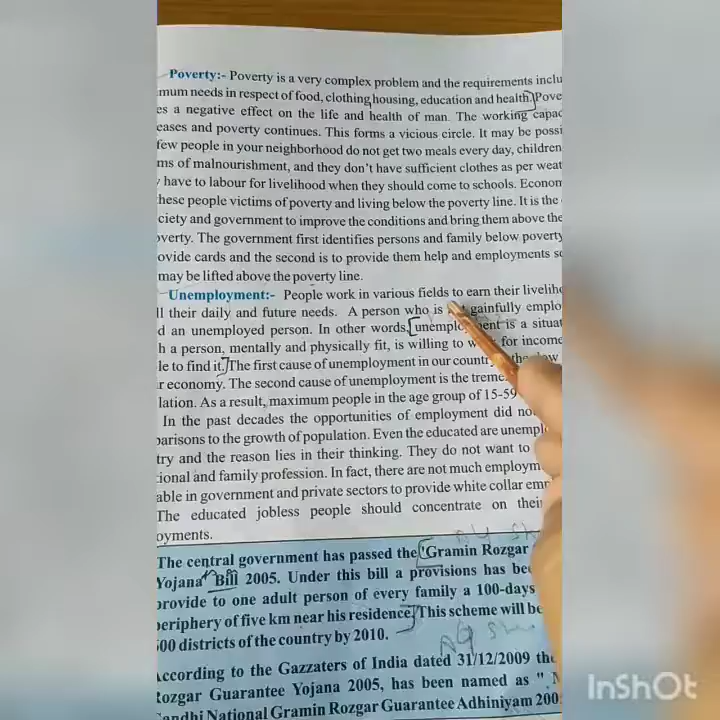 Poverty:- Poverty is a very complex problem and the requirements inclu
mum needs in respect of food, clothing housing, education and health. Pove
es a negative effect on the life and health of man. The working capac
eases and poverty continues. This forms a vicious circle. It may be possi
few people in your neighborhood do not get two meals every day, children
ms of malnourishment, and they don't have sufficient clothes as per weat
have to labour for livelihood when they should come to schools. Econom
hese people victims of poverty and living below the poverty line. It is the
ciety and government to improve the conditions and bring them above the
overty. The government first identifies persons and family below poverty
ovide cards and the second is to provide them help and employments so
may be lifted above the poverty line.
Unemployment:- People work in various fields to earn their liveliho
ll their daily and future needs. A person who is gainfully emplo
d an unemployed person. In other words, unemployment is a situat
h a person, mentally and physically fit, is willing to for income
le to find it. The first cause of unemployment in our country
r economy. The second cause of unemployment is the
lation. As a result, maximum people in the age group of 15-59
In the past decades the opportunities of employment did no
parisons to the growth of population. Even the educated are unempl
try and the reason lies in their thinking. They do not want to
ional and family profession. In fact, there are not much employm
able in government and private sectors to provide white collar em
The educated jobless people should concentrate on their
oyments.
The central government has passed the 'Gramin Rozgar
Yojana' Bill 2005. Under this bill a provisions has be
provide to one adult person of every family a 100-days
periphery of five km near his residence. This scheme will be
600 districts of the country by 2010.
According to the Gazzaters of India dated 31/12/2009 the
Rozgar Guarantee Yojana 2005, has been named as "
Gandhi National Gramin Rozgar Guarantee Adhiniyam 200
InShOt